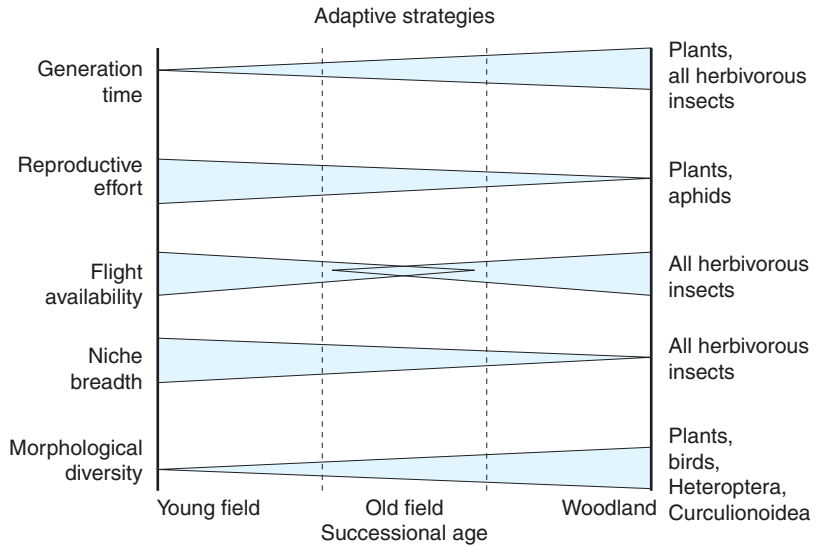 Adaptive strategies
Generation
time
Plants,
all herbivorous
insects
Reproductive
effort
Plants,
aphids
Flight
availability
All herbivorous
insects
Niche
breadth
All herbivorous
insects
Morphological
diversity
Plants,
birds,
Heteroptera,
Curculionoidea
Young field
Old field
Woodland
Successional age